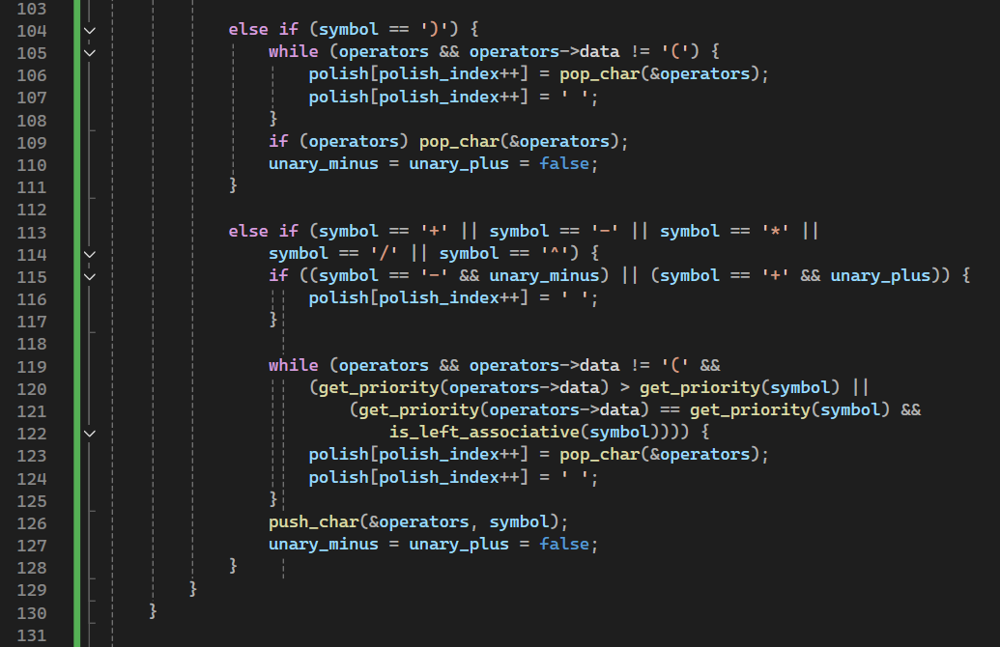 103
104 else if (symbol == ')') {
105 while (operators && operators->data != '(') {
106 polish[polish_index++] = pop_char(&operators);
107 polish[polish_index++] = ' ';
108 }
109 if (operators) pop_char(&operators);
110 unary_minus = unary_plus = false;
111 }
112
113 else if (symbol == '+' || symbol == '-' || symbol == '*' ||
114 symbol == '/' || symbol == '^') {
115 if ((symbol == '-' && unary_minus) || (symbol == '+' && unary_plus)) {
116 polish[polish_index++] = ' ';
117 }
118
119 while (operators && operators->data != '(' &&
120 (get_priority(operators->data) > get_priority(symbol) ||
121 (get_priority(operators->data) == get_priority(symbol) &&
122 is_left_associative(symbol)))) {
123 polish[polish_index++] = pop_char(&operators);
124 polish[polish_index++] = ' ';
125 }
126 push_char(&operators, symbol);
127 unary_minus = unary_plus = false;
128 }
129 }
130 }
131